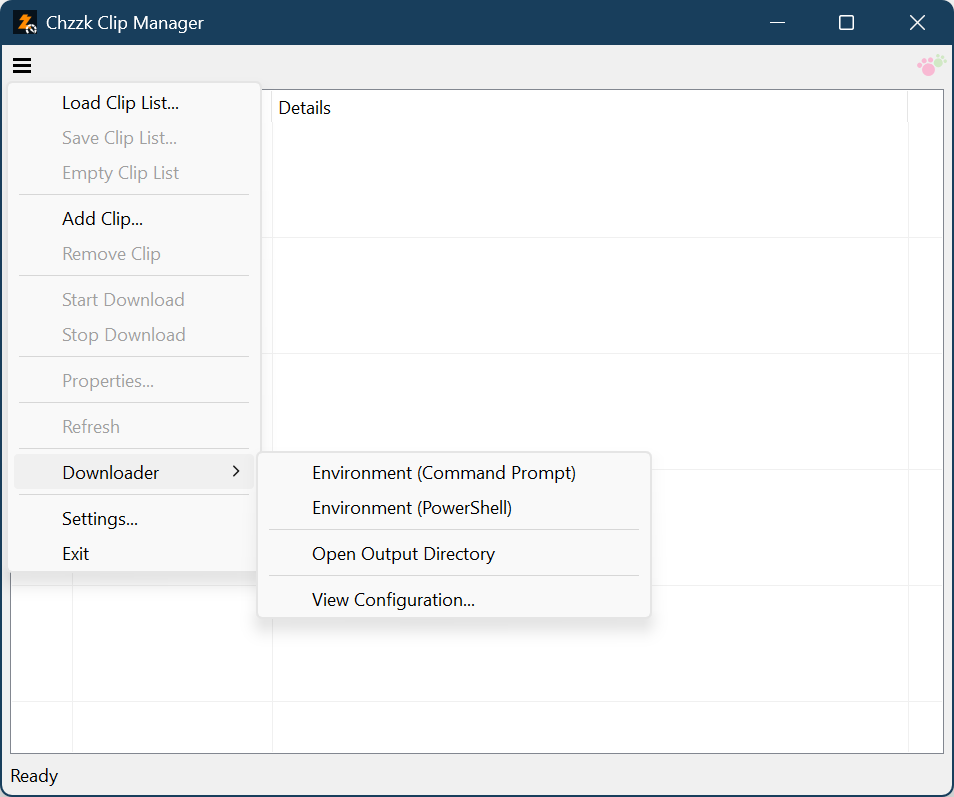 Chzzk Clip Manager
Details
Load Clip List...
Save Clip List...
Empty Clip List
Add Clip...
Remove Clip
Start Download
Stop Download
Properties...
Refresh
Downloader
Environment (Command Prompt)
Environment (PowerShell)
Open Output Directory
View Configuration...
Settings...
Exit
Ready